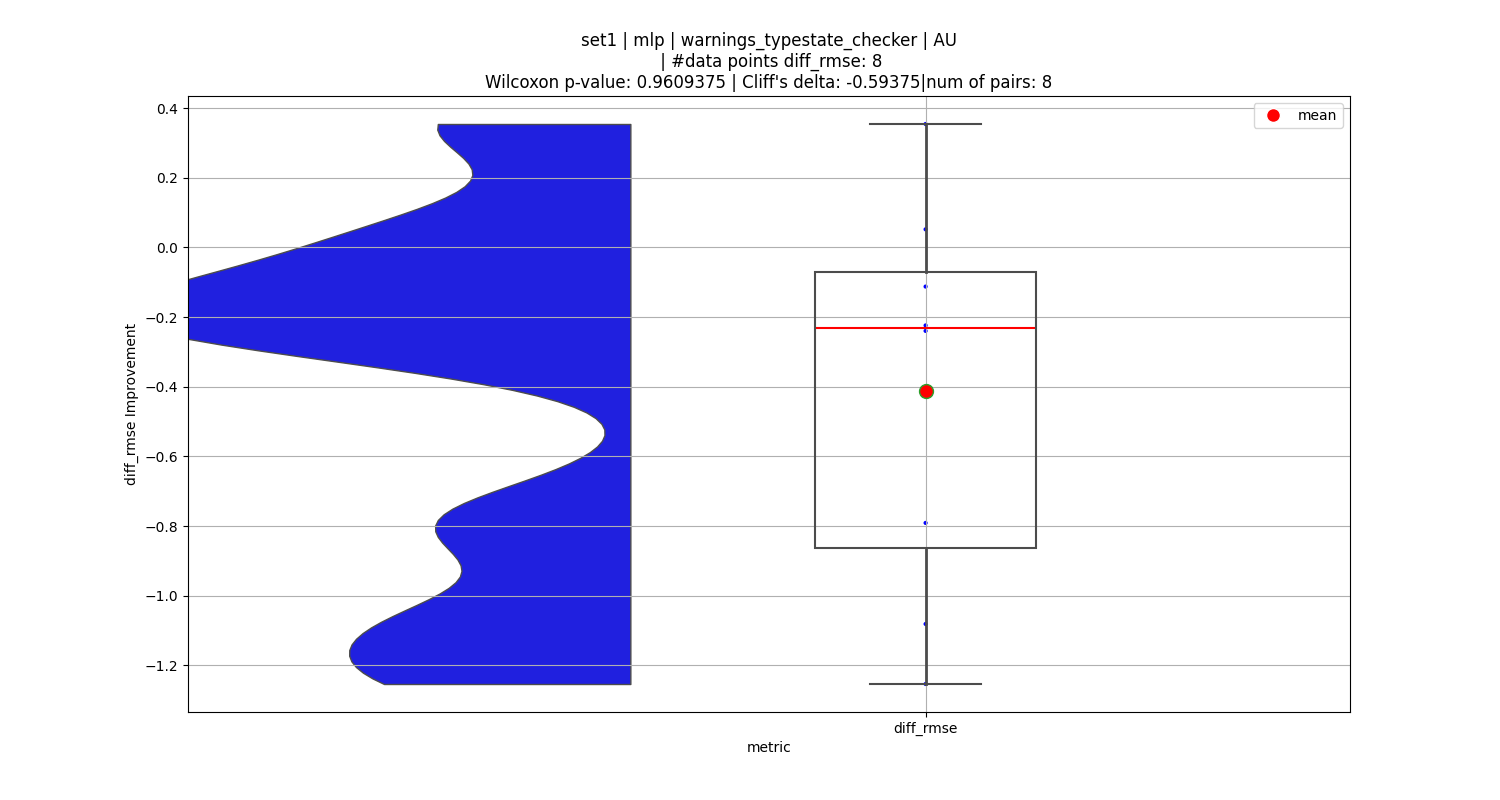 set1 | mlp | warnings_typestate_checker | AU
| #data points diff_rmse: 8
Wilcoxon p-value: 0.9609375 | Cliff's delta: -0.59375|num of pairs: 8
mean
0.4
0.2
0.0
−0.2
−0.4
−0.6
−0.8
−1.0
−1.2
diff_rmse Improvement
diff_rmse
metric